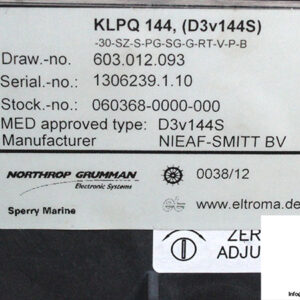 KLPQ 144, (D3v144S)
-30-SZ-S-PG-SG-G-RT-V-P-B
Draw.-no.: 603.012.093
Serial.-no.: 1306239.1.10
Stock.-no.: 060368-0000-000
MED approved type: D3v144S
Manufacturer NIEAF-SMITT BV
NORTHROP GRUMMAN
Electronic Systems
0038/12
Sperry Marine
www.eltroma.de
ZER
ADJU